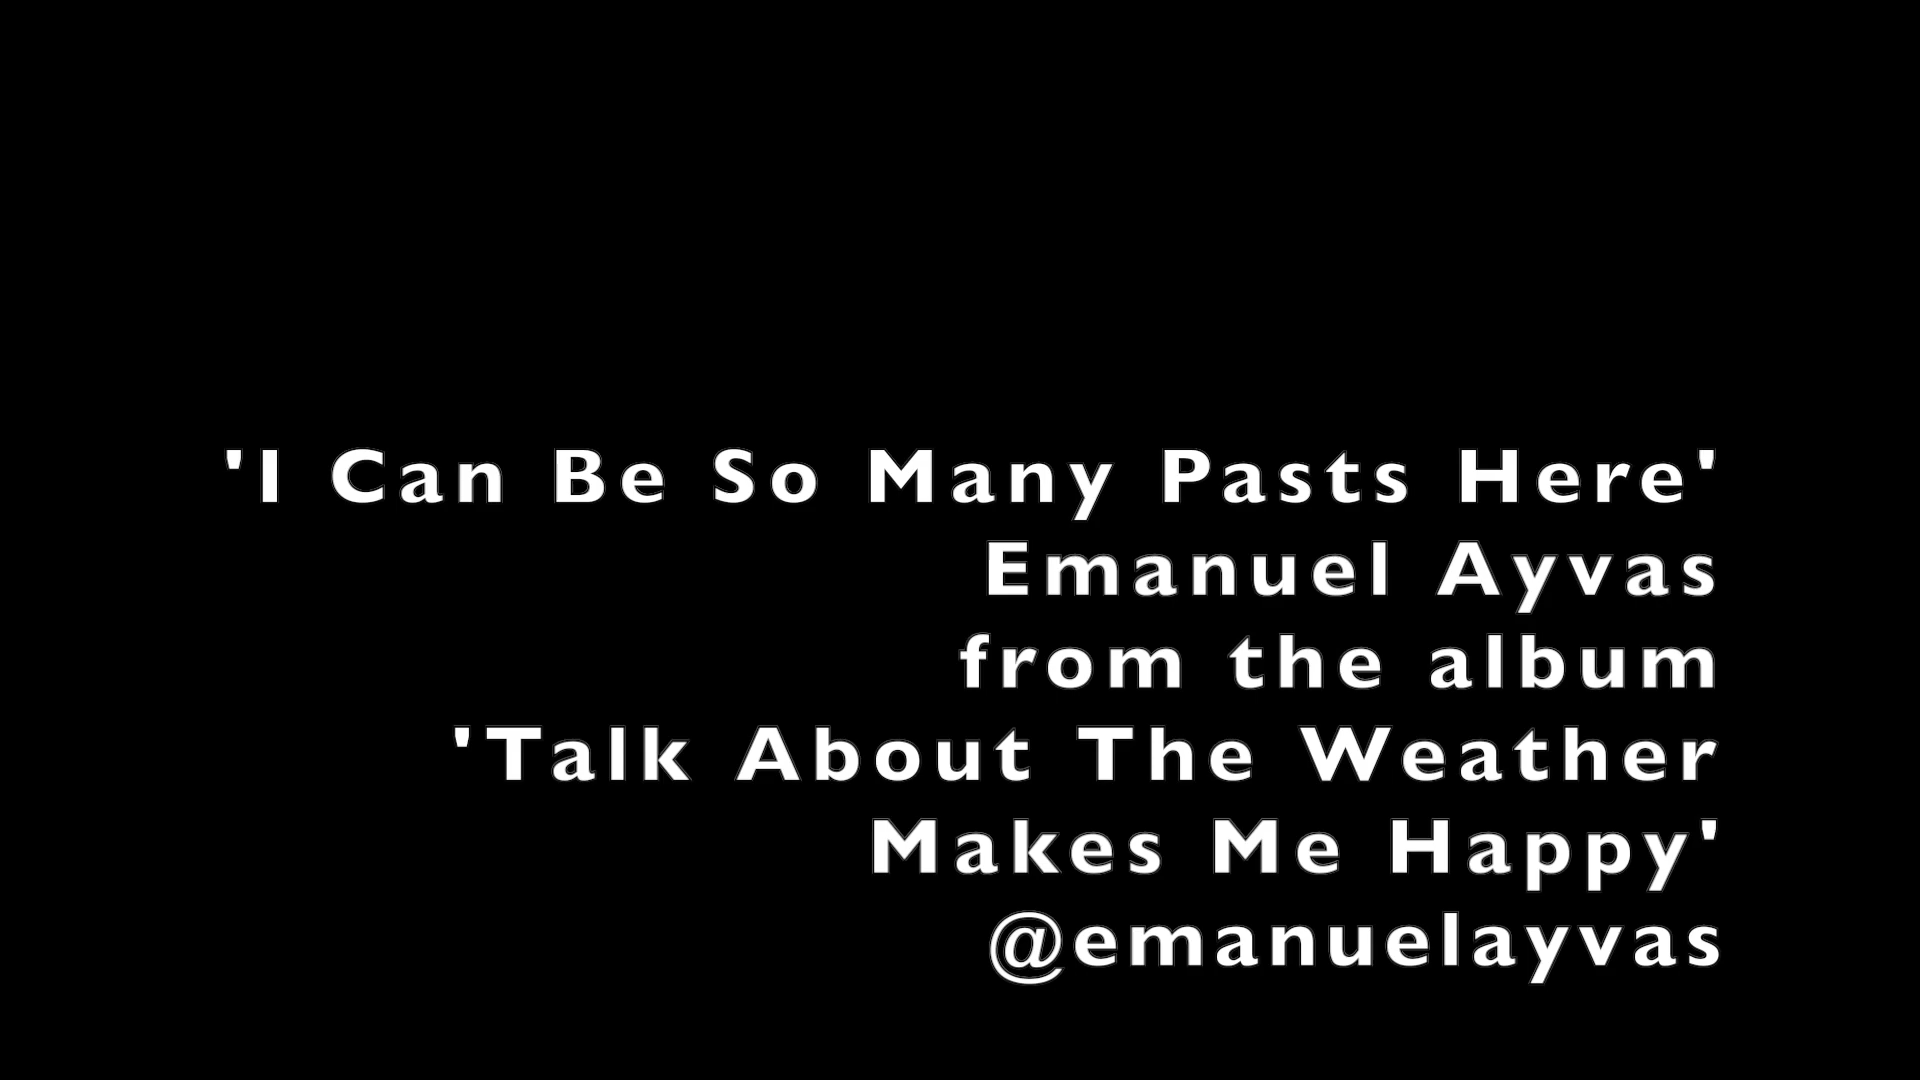 'I Can Be So Many Pasts Here'
Emanuel Ayvas
from the album
'Talk About The Weather
Makes Me Happy'
@emanuelayvas